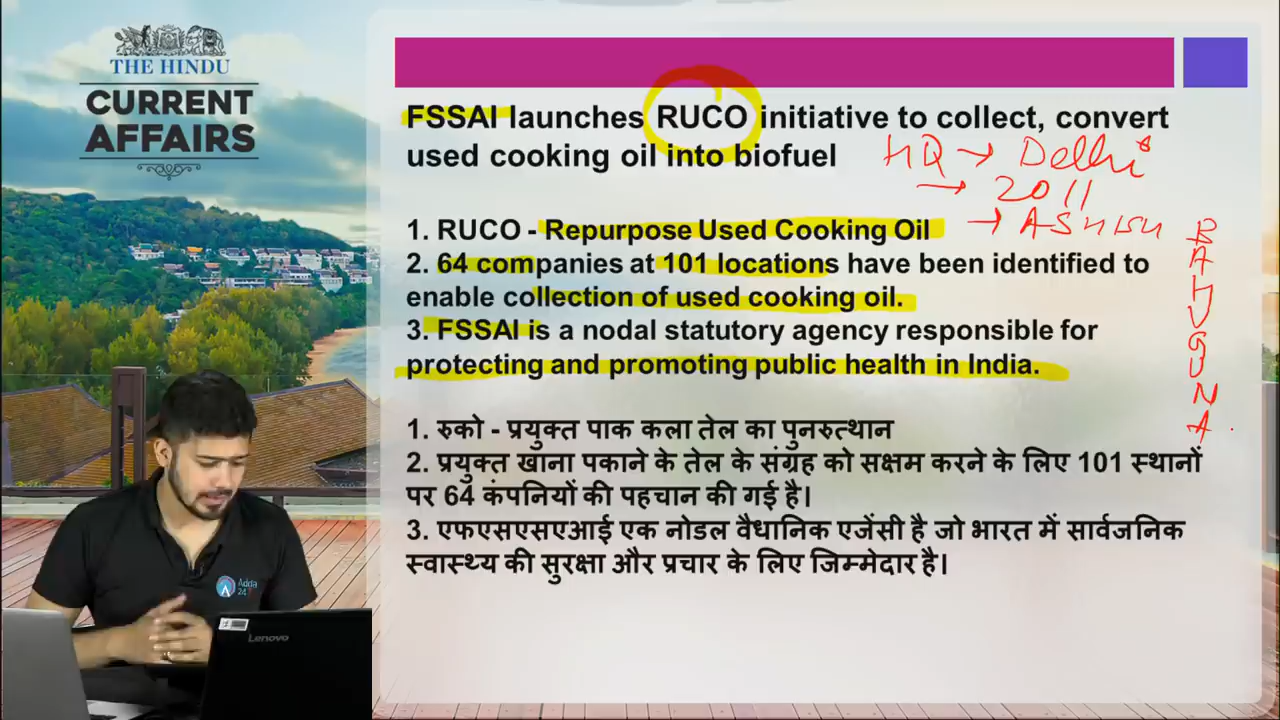 THE HINDU
CURRENT
AFFAIRS
FSSAI launches RUCO initiative to collect, convert
used cooking oil into biofuel
HQ → Delhi
→ 2011
→ ASHISH
BAHUGUNA
1. RUCO - Repurpose Used Cooking Oil
2. 64 companies at 101 locations have been identified to
enable collection of used cooking oil.
3. FSSAI is a nodal statutory agency responsible for
protecting and promoting public health in India.
1. रुको - प्रयुक्त पाक कला तेल का पुनरुत्थान
2. प्रयुक्त खाना पकाने के तेल के संग्रह को सक्षम करने के लिए 101 स्थानों
पर 64 कंपनियों की पहचान की गई है।
3. एफएसएसएआई एक नोडल वैधानिक एजेंसी है जो भारत में सार्वजनिक
स्वास्थ्य की सुरक्षा और प्रचार के लिए जिम्मेदार है।
Adda
Lenovo